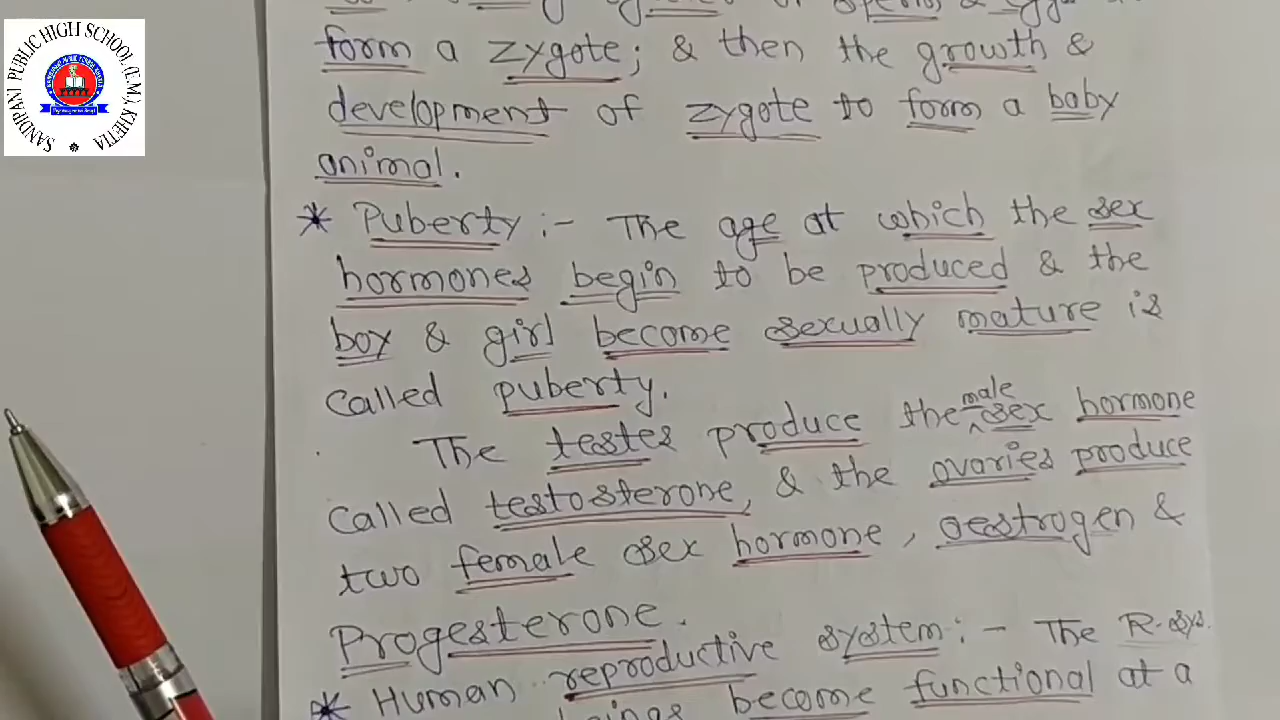 SANDIPANI PUBLIC HIGH SCHOOL (E.M), KHETIA
form a zygote; & then the growth &
development of zygote to form a baby
animal.
* Puberty :- The age at which the sex
hormones begin to be produced & the
boy & girl become sexually mature is
called puberty.
The testes produce the male sex hormone
called testosterone, & the ovaries produce
two female sex hormone, oestrogen &
Progesterone.
* Human reproductive system :- The R. sys.
beings become functional at a